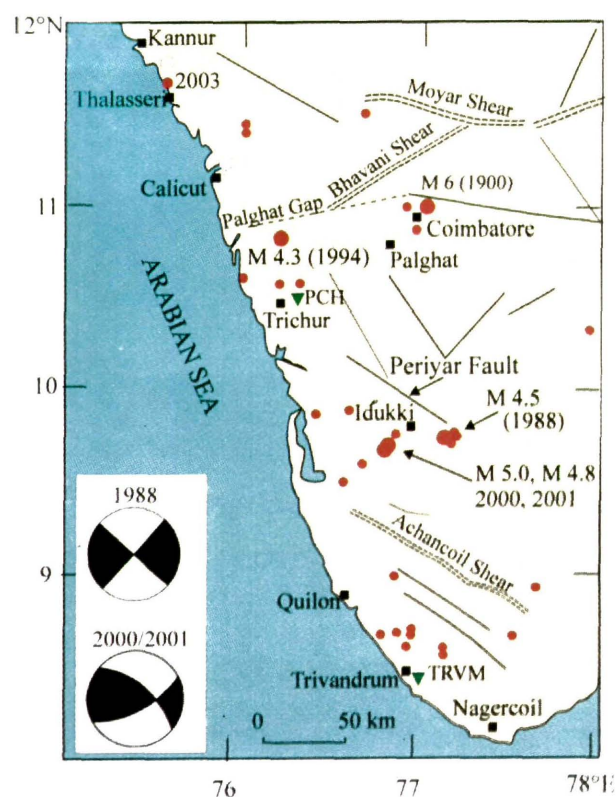 12°N
Kannur
2003
Thalasseri
Moyar Shear
Bhavani Shear
Calicut
M 6 (1900)
11
Palghat Gap
Coimbatore
M 4.3 (1994)
Palghat
PCH
Trichur
ARABIAN SEA
Periyar Fault
10
Idukki
M 4.5
(1988)
M 5.0, M 4.8
2000, 2001
1988
Achancoil Shear
9
Quilon
2000/2001
Trivandrum
TRVM
Nagercoil
0 50 km
76 77 78°E